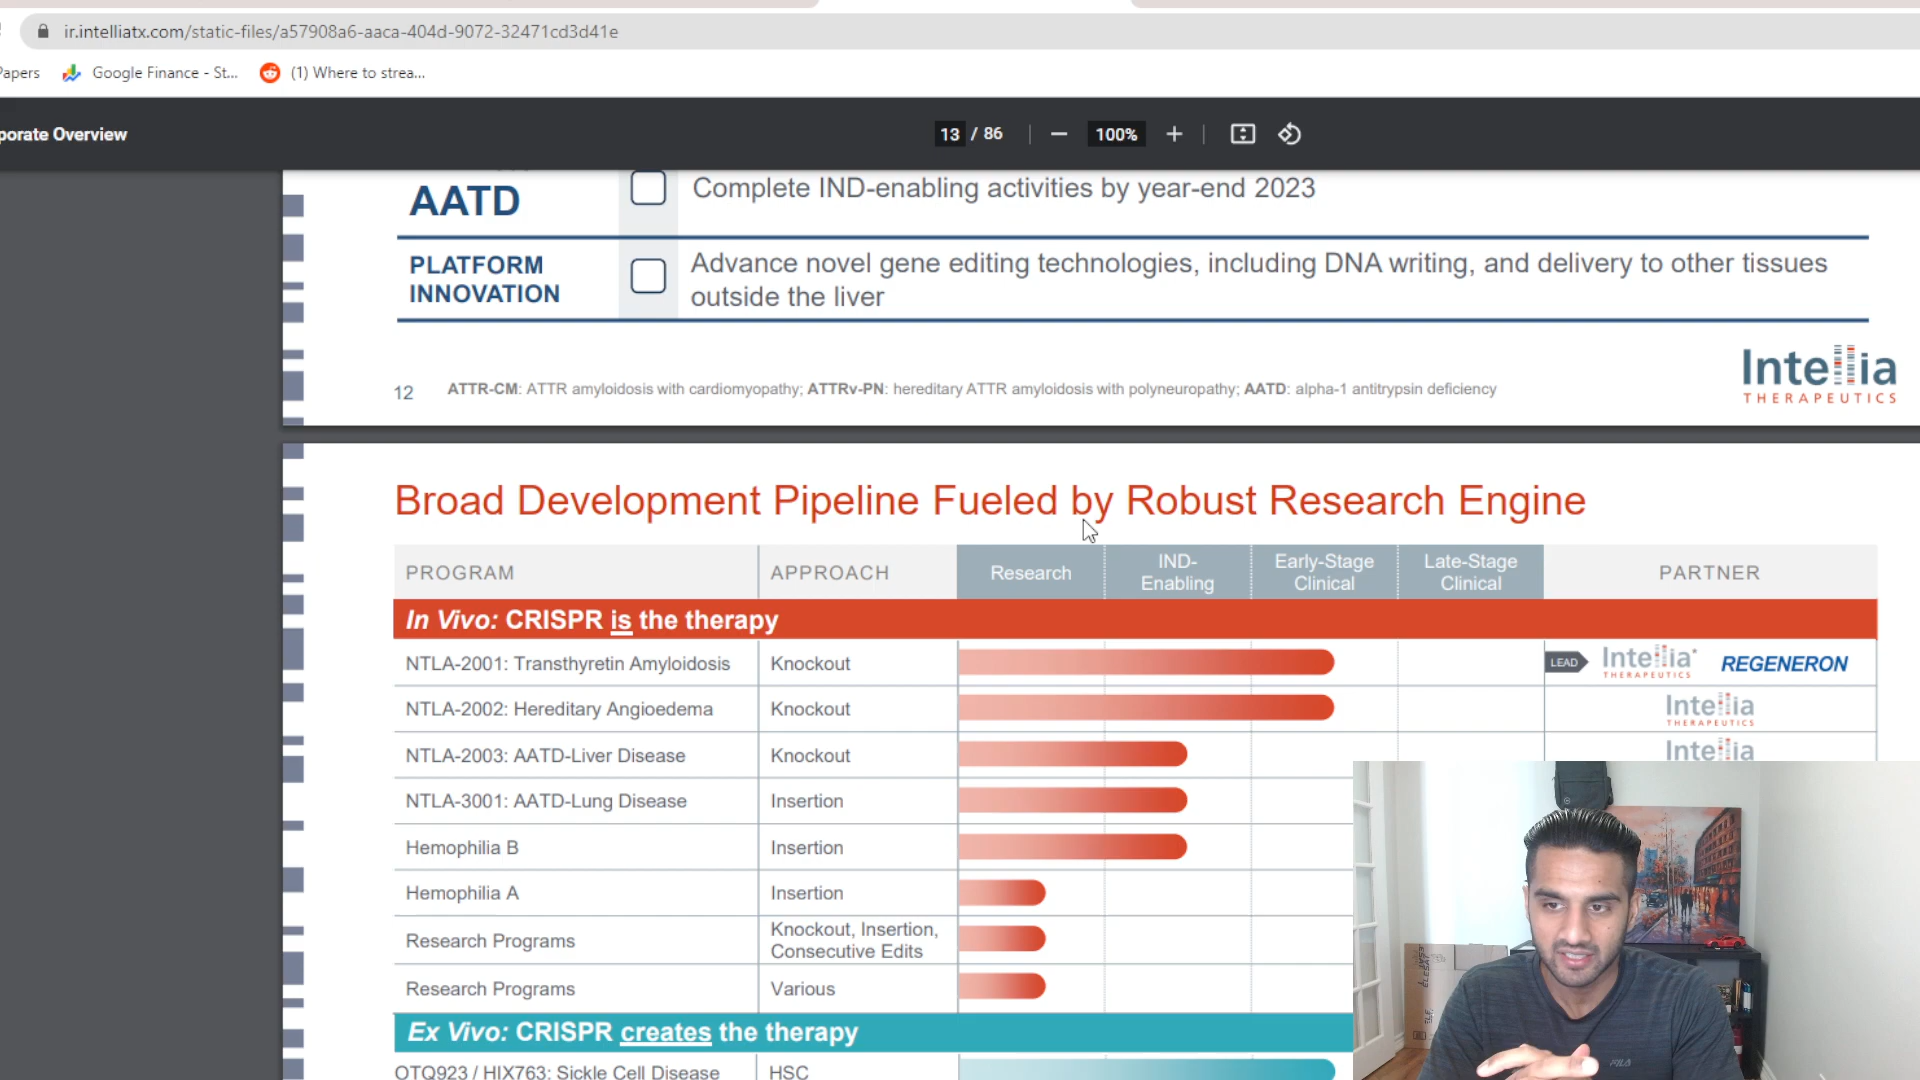 ir.intelliatx.com/static-files/a57908a6-aaca-404d-9072-32471cd3d41e
Papers Google Finance - St... (1) Where to strea...
porate Overview 13 / 86 100%
AATD Complete IND-enabling activities by year-end 2023
PLATFORM INNOVATION Advance novel gene editing technologies, including DNA writing, and delivery to other tissues
outside the liver
12 ATTR-CM: ATTR amyloidosis with cardiomyopathy; ATTRv-PN: hereditary ATTR amyloidosis with polyneuropathy; AATD: alpha-1 antitrypsin deficiency
Intellia
THERAPEUTICS
Broad Development Pipeline Fueled by Robust Research Engine
PROGRAM APPROACH Research IND-Enabling Early-Stage Clinical Late-Stage Clinical PARTNER
In Vivo: CRISPR is the therapy
NTLA-2001: Transthyretin Amyloidosis Knockout LEAD Intellia* THERAPEUTICS REGENERON
NTLA-2002: Hereditary Angioedema Knockout Intellia THERAPEUTICS
NTLA-2003: AATD-Liver Disease Knockout Intellia
NTLA-3001: AATD-Lung Disease Insertion
Hemophilia B Insertion
Hemophilia A Insertion
Research Programs Knockout, Insertion, Consecutive Edits
Research Programs Various
Ex Vivo: CRISPR creates the therapy
OTQ923 / HIX763: Sickle Cell Disease HSC
FILA